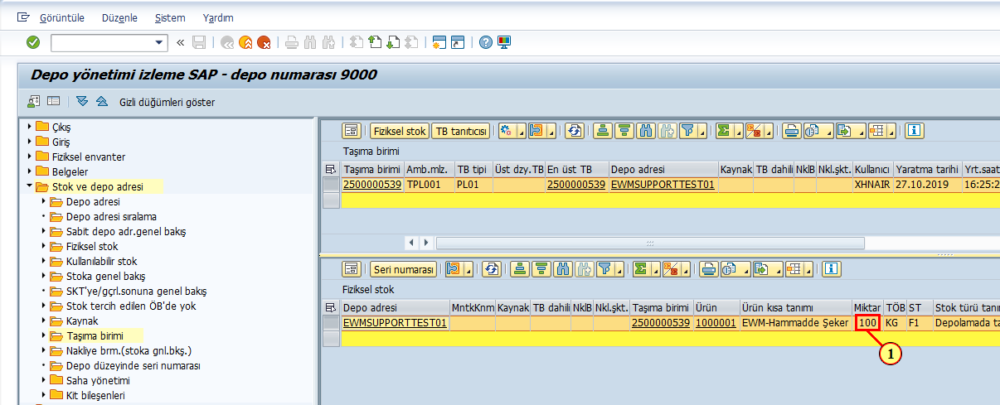 Görüntüle Düzenle Sistem Yardım
Depo yönetimi izleme SAP - depo numarası 9000
Gizli düğümleri göster
Çıkış
Giriş
Fiziksel envanter
Belgeler
Stok ve depo adresi
Depo adresi
Depo adresi sıralama
Sabit depo adr.genel bakış
Fiziksel stok
Kullanılabilir stok
Stoka genel bakış
SKT'ye/gçrl.sonuna genel bakış
Stok tercih edilen ÖB'de yok
Kaynak
Taşıma birimi
Nakliye brm.(stoka gnl.bkş.)
Depo düzeyinde seri numarası
Saha yönetimi
Kit bileşenleri
Fiziksel stok TB tanıtıcısı
Taşıma birimi
Taşıma birimi Amb.mlz. TB tipi Üst dzy.TB En üst TB Depo adresi Kaynak TB dahili NklB Nkl.şkt. Kullanıcı Yaratma tarihi Yrt.saat
2500000539 TPL001 PL01 2500000539 EWMSUPPORTTEST01 XHNAIR 27.10.2019 16:25:2
Seri numarası
Fiziksel stok
Depo adresi MntkKnm Kaynak TB dahili NklB Nkl.şkt. Taşıma birimi Ürün Ürün kısa tanımı Miktar TÖB ST Stok türü tanı
EWMSUPPORTTEST01 2500000539 1000001 EWM-Hammadde Şeker 100 KG F1 Depolamada ta
1